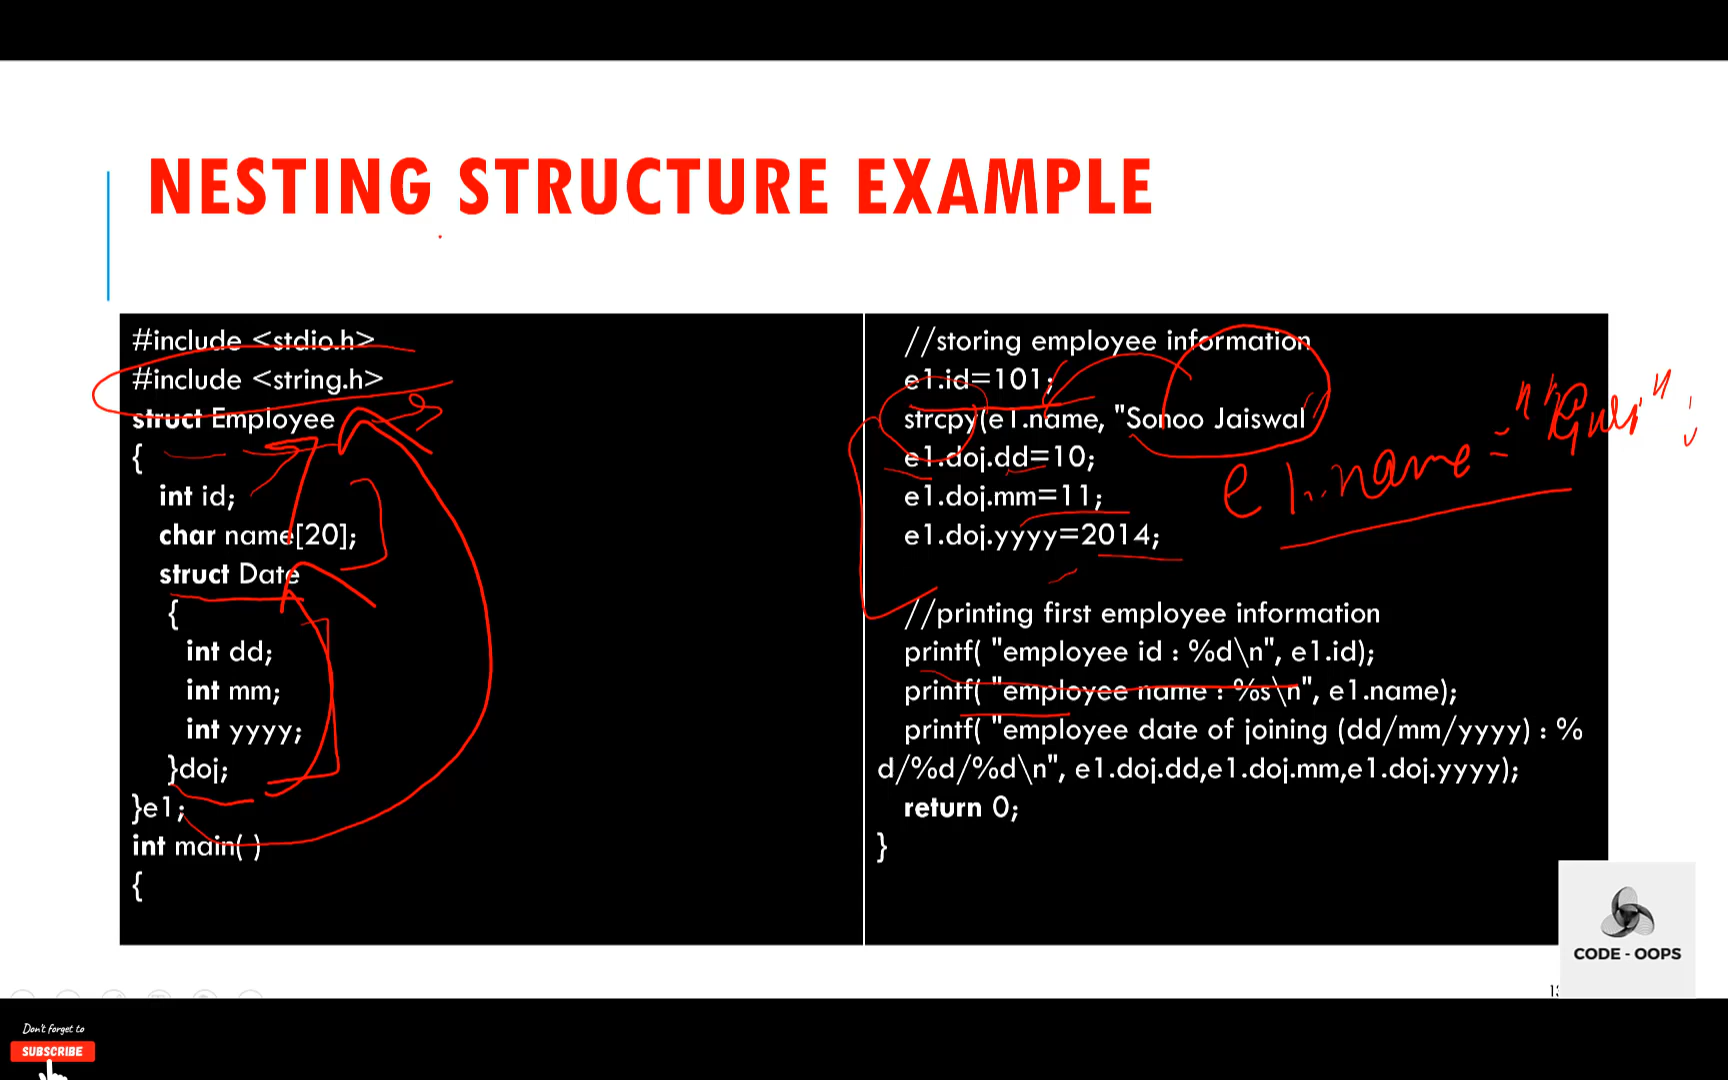 NESTING STRUCTURE EXAMPLE
#include <stdio.h>
#include <string.h>
struct Employee
{
int id;
char name[20];
struct Date
{
int dd;
int mm;
int yyyy;
}doj;
}e1;
int main( )
{
//storing employee information
e1.id=101;
strcpy(e1.name, "Sonoo Jaiswal
e1.doj.dd=10;
e1.doj.mm=11;
e1.doj.yyyy=2014;
//printing first employee information
printf( "employee id : %d\n", e1.id);
printf( "employee name : %s\n", e1.name);
printf( "employee date of joining (dd/mm/yyyy) : %
d/%d/%d\n", e1.doj.dd,e1.doj.mm,e1.doj.yyyy);
return 0;
}
e1.name =
CODE - OOPS
Don't forget to
SUBSCRIBE